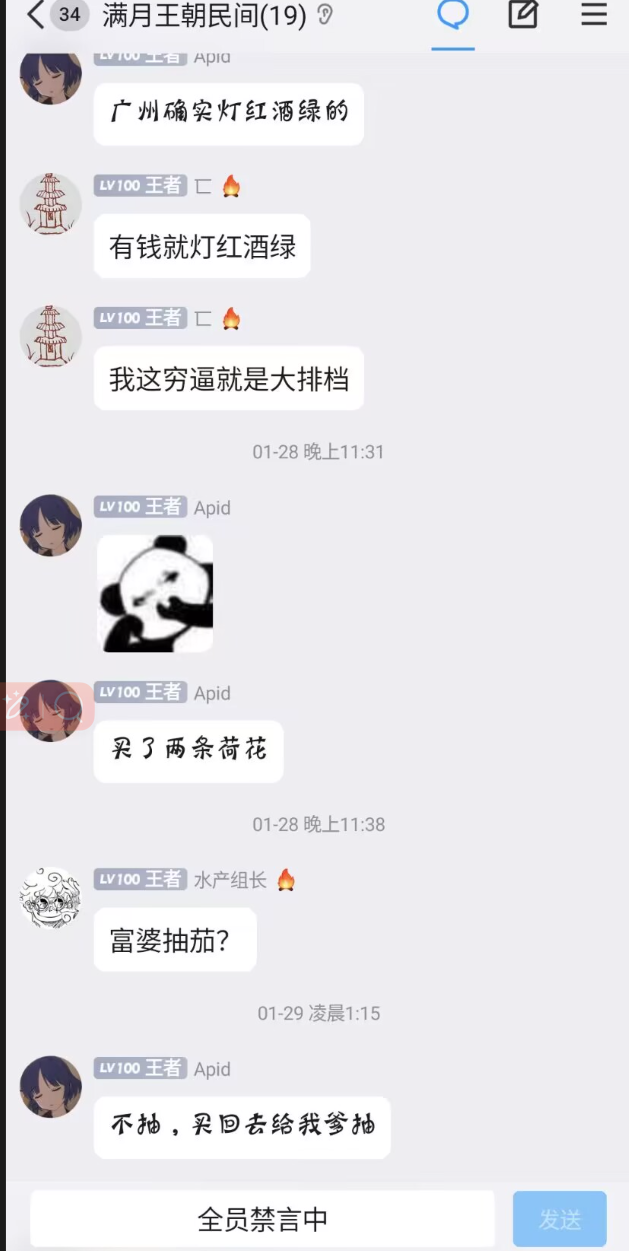 34 满月王朝民间(19)
LV100 王者 Apid
广州确实灯红酒绿的
LV100 王者 匸 🔥
有钱就灯红酒绿
LV100 王者 匸 🔥
我这穷逼就是大排档
01-28 晚上11:31
LV100 王者 Apid
LV100 王者 Apid
买了两条荷花
01-28 晚上11:38
LV100 王者 水产组长 🔥
富婆抽茄?
01-29 凌晨1:15
LV100 王者 Apid
不抽，买回去给我爹抽
全员禁言中
发送